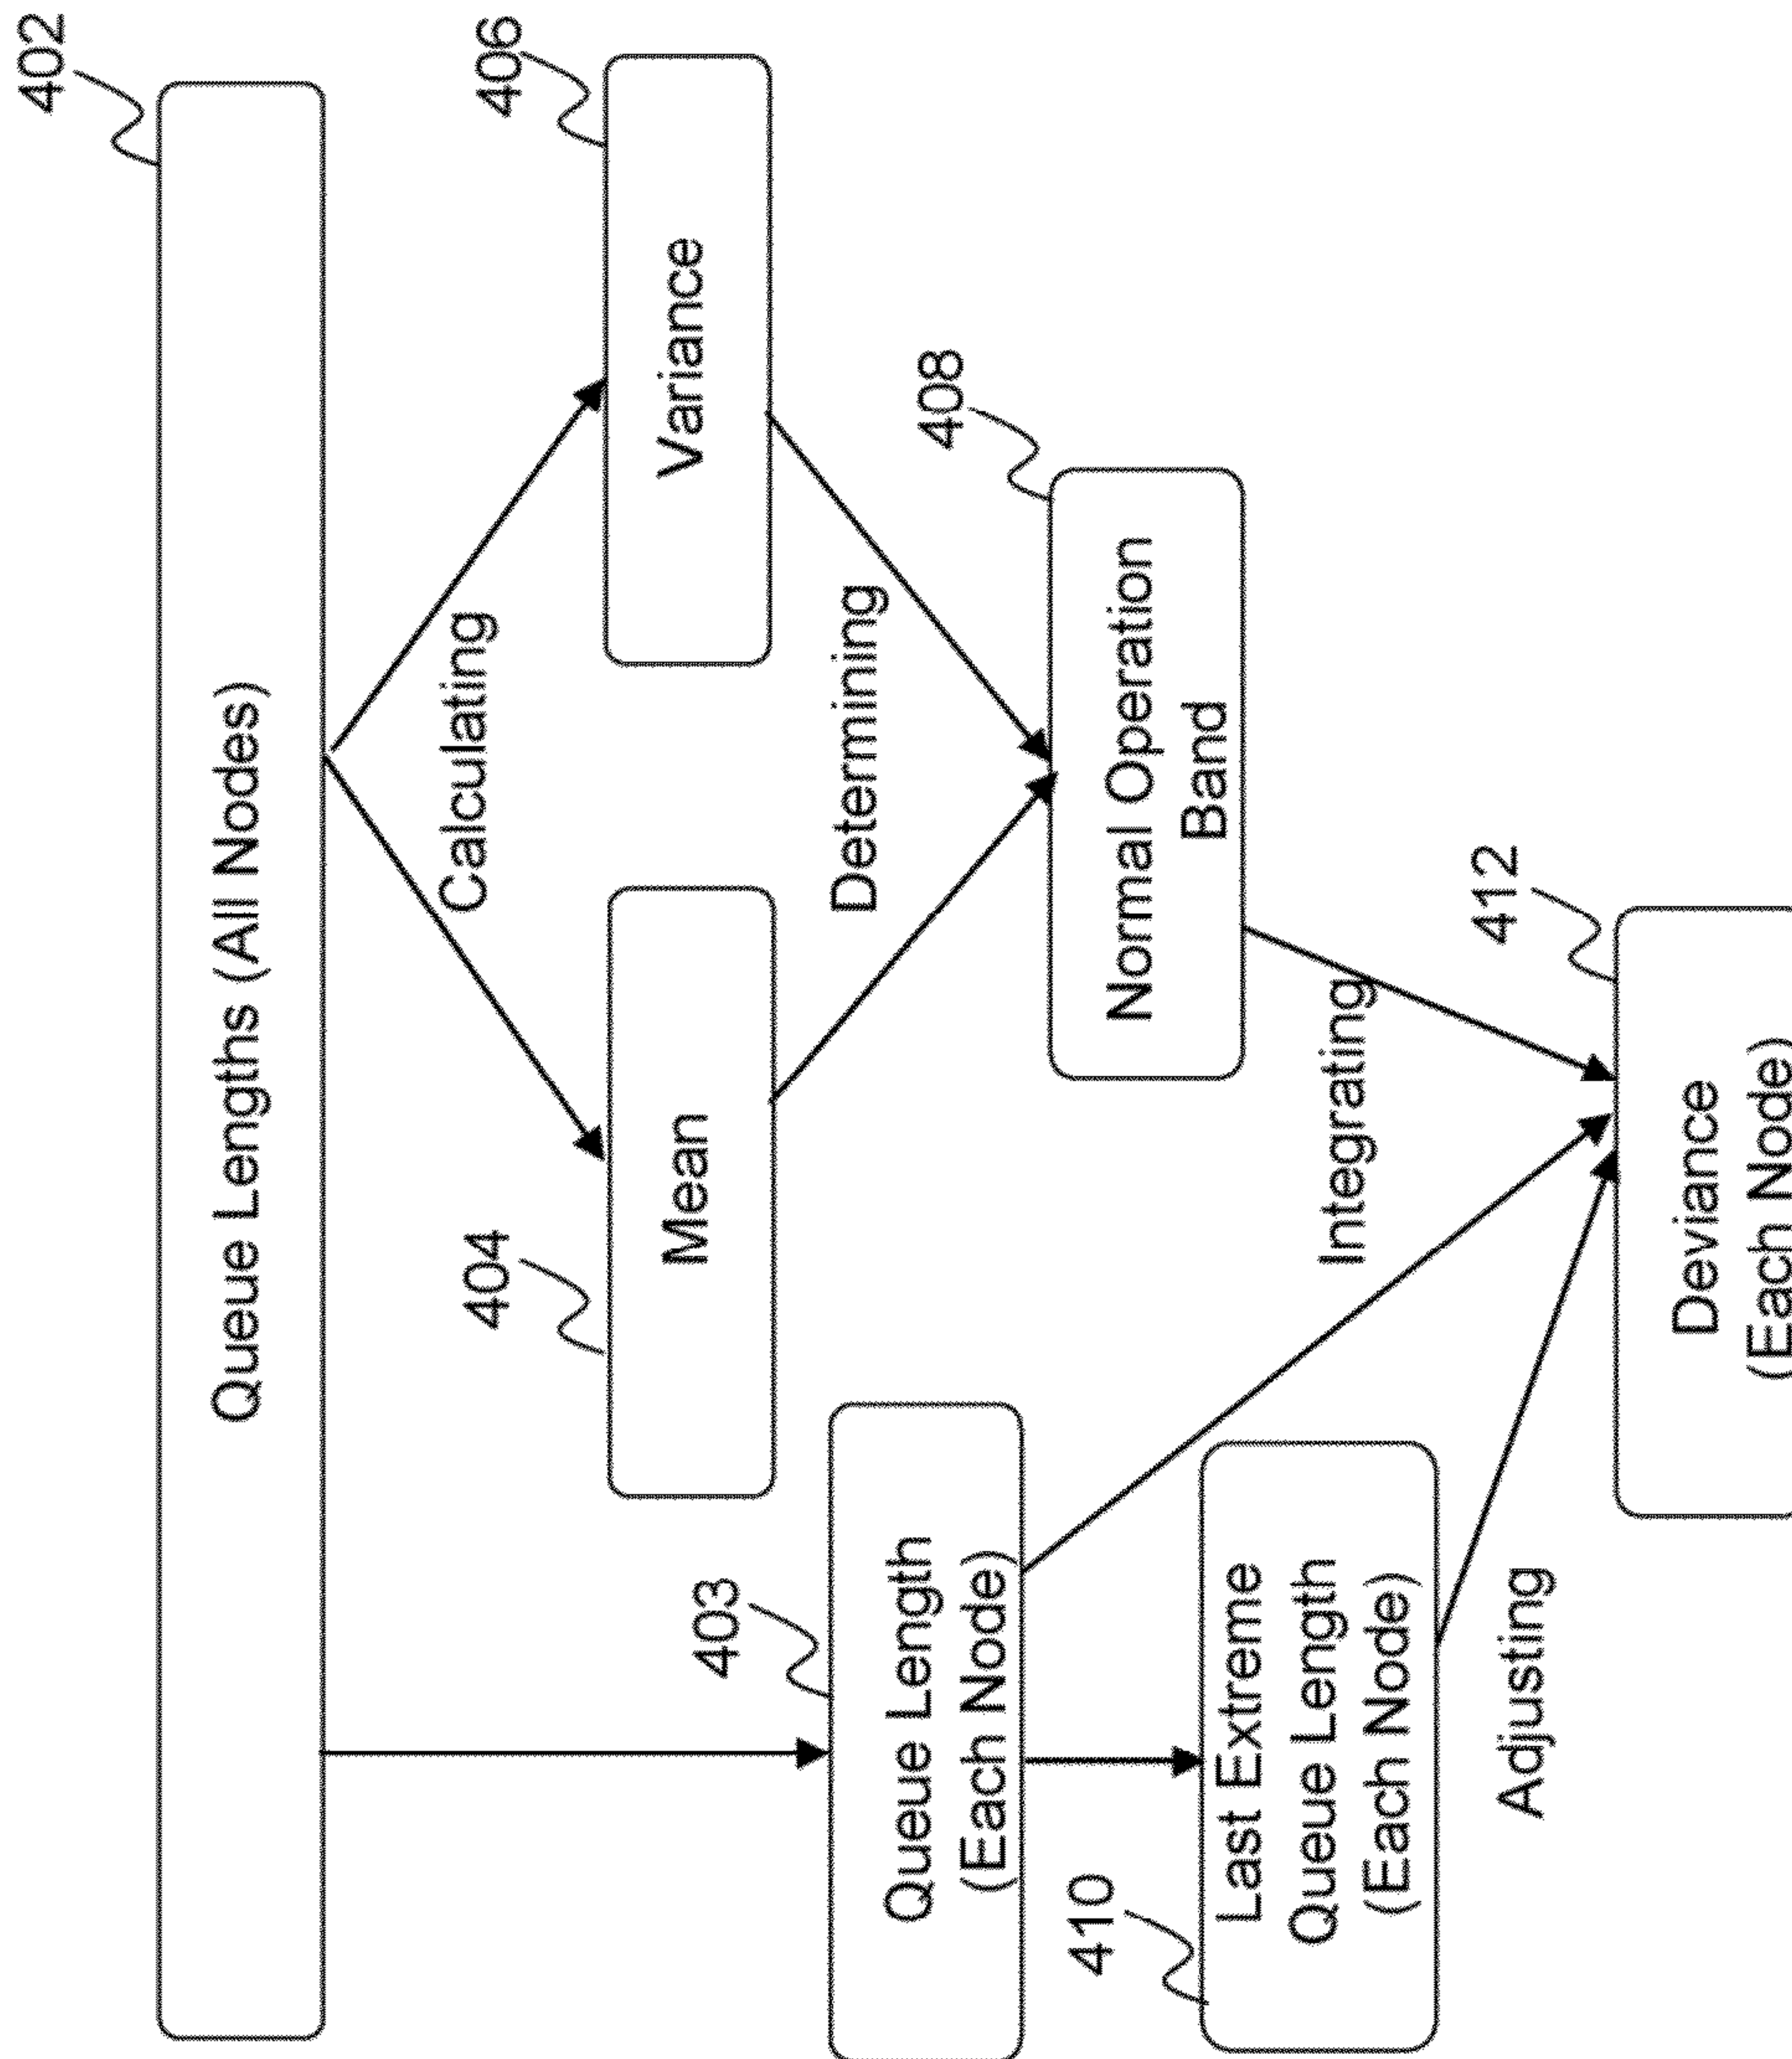 402
Queue Lengths (All Nodes)
404
406
Calculating
Mean
Variance
403
Determining
408
Queue Length
(Each Node)
Normal Operation
Band
410
Last Extreme
Queue Length
(Each Node)
Integrating
412
Adjusting
Deviance
(Each Node)